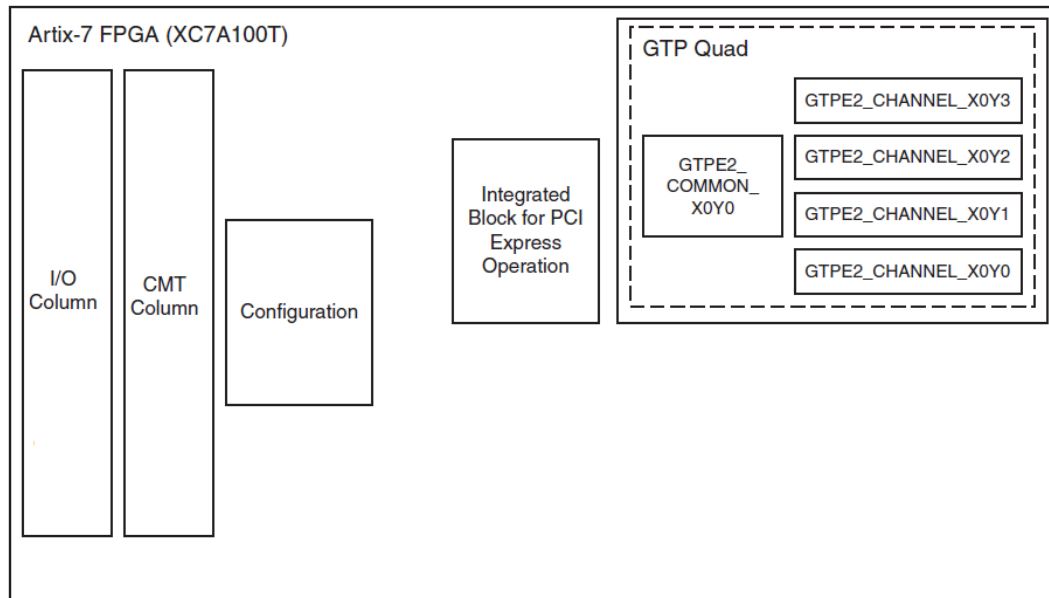 Artix-7 FPGA (XC7A100T)
GTP Quad
GTPE2_CHANNEL_X0Y3
GTPE2_CHANNEL_X0Y2
GTPE2_CHANNEL_X0Y1
GTPE2_CHANNEL_X0Y0
GTPE2_
COMMON_
X0Y0
Integrated
Block for PCI
Express
Operation
I/O
Column
CMT
Column
Configuration